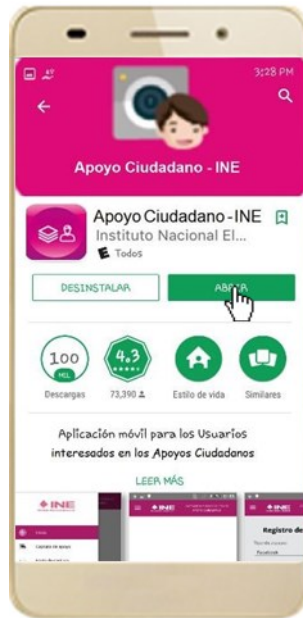 3:28 PM
Apoyo Ciudadano - INE
Apoyo Ciudadano - INE
Instituto Nacional El...
E Todos
DESINSTALAR
ABRIR
100
MIL
4.3
Descargas
73,390
Estilo de vida
Similares
Aplicación móvil para los Usuarios
interesados en los Apoyos Ciudadanos
LEER MÁS
INE
INE
INE
Registro de
Facebook